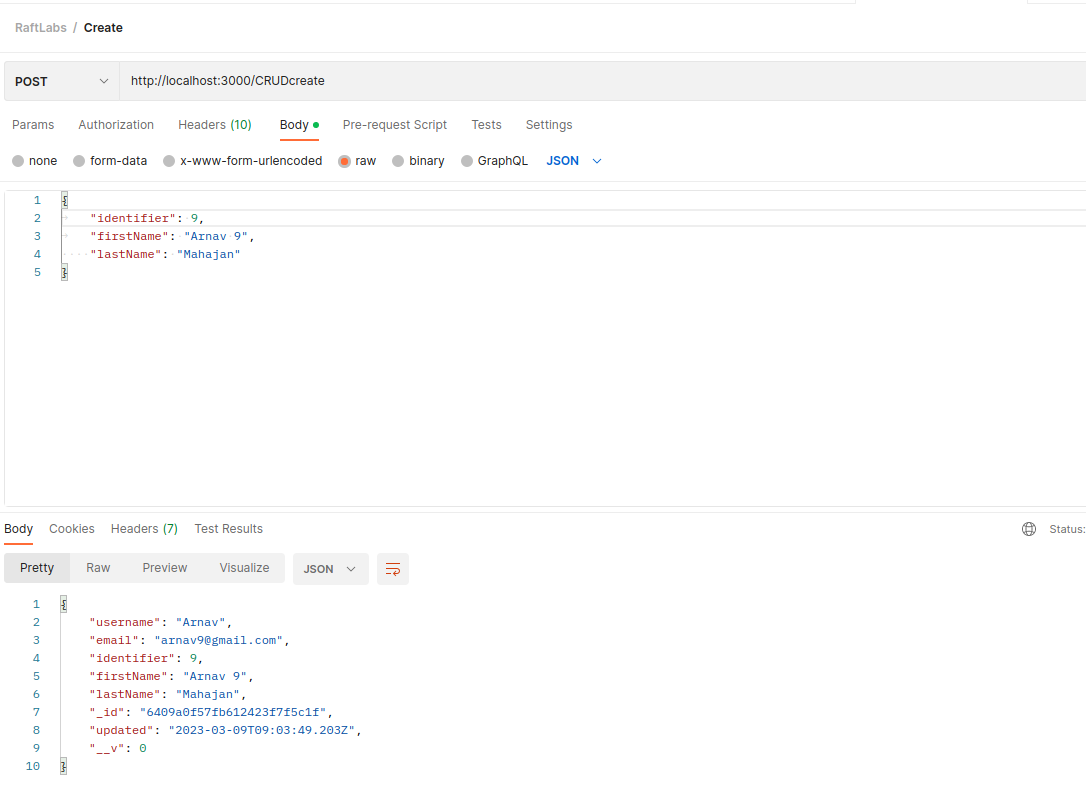 RaftLabs / Create
POST http://localhost:3000/CRUDcreate
Params Authorization Headers (10) Body Pre-request Script Tests Settings
none form-data x-www-form-urlencoded raw binary GraphQL JSON
1 {
2 "identifier": 9,
3 "firstName": "Arnav 9",
4 "lastName": "Mahajan"
5 }
Body Cookies Headers (7) Test Results Status:
Pretty Raw Preview Visualize JSON
1 {
2 "username": "Arnav",
3 "email": "arnav9@gmail.com",
4 "identifier": 9,
5 "firstName": "Arnav 9",
6 "lastName": "Mahajan",
7 "_id": "6409a0f57fb612423f7f5c1f",
8 "updated": "2023-03-09T09:03:49.203Z",
9 "__v": 0
10 }